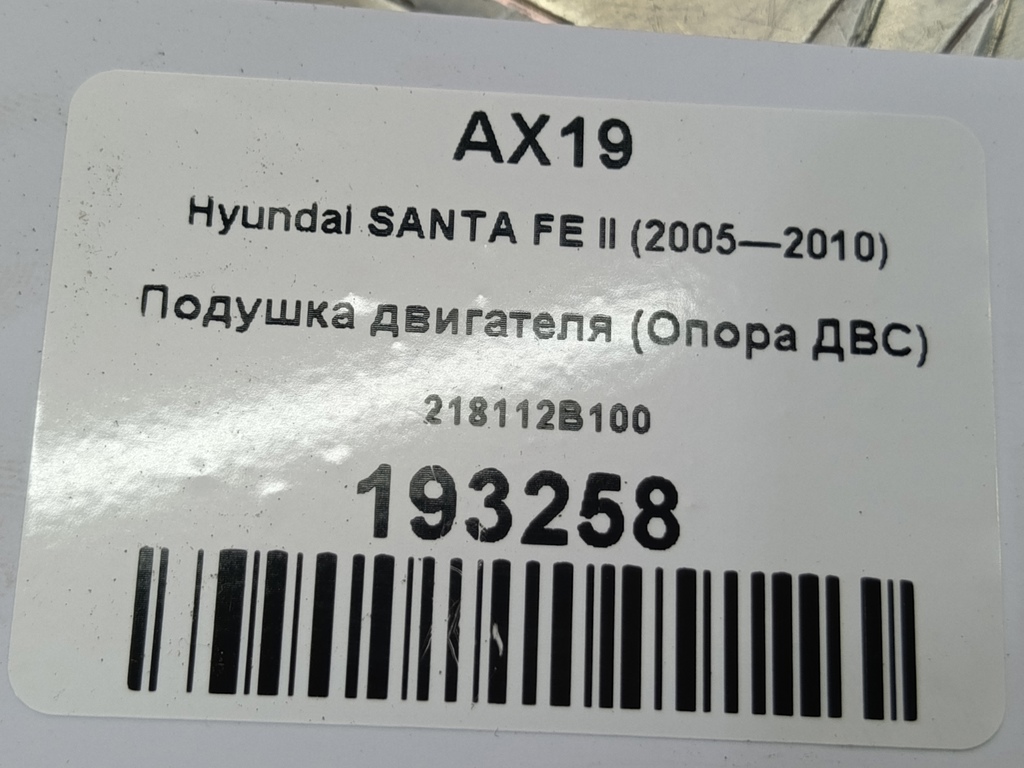 AX19
Hyundai SANTA FE II (2005—2010)
Подушка двигателя (Опора ДВС)
218112B100
193258